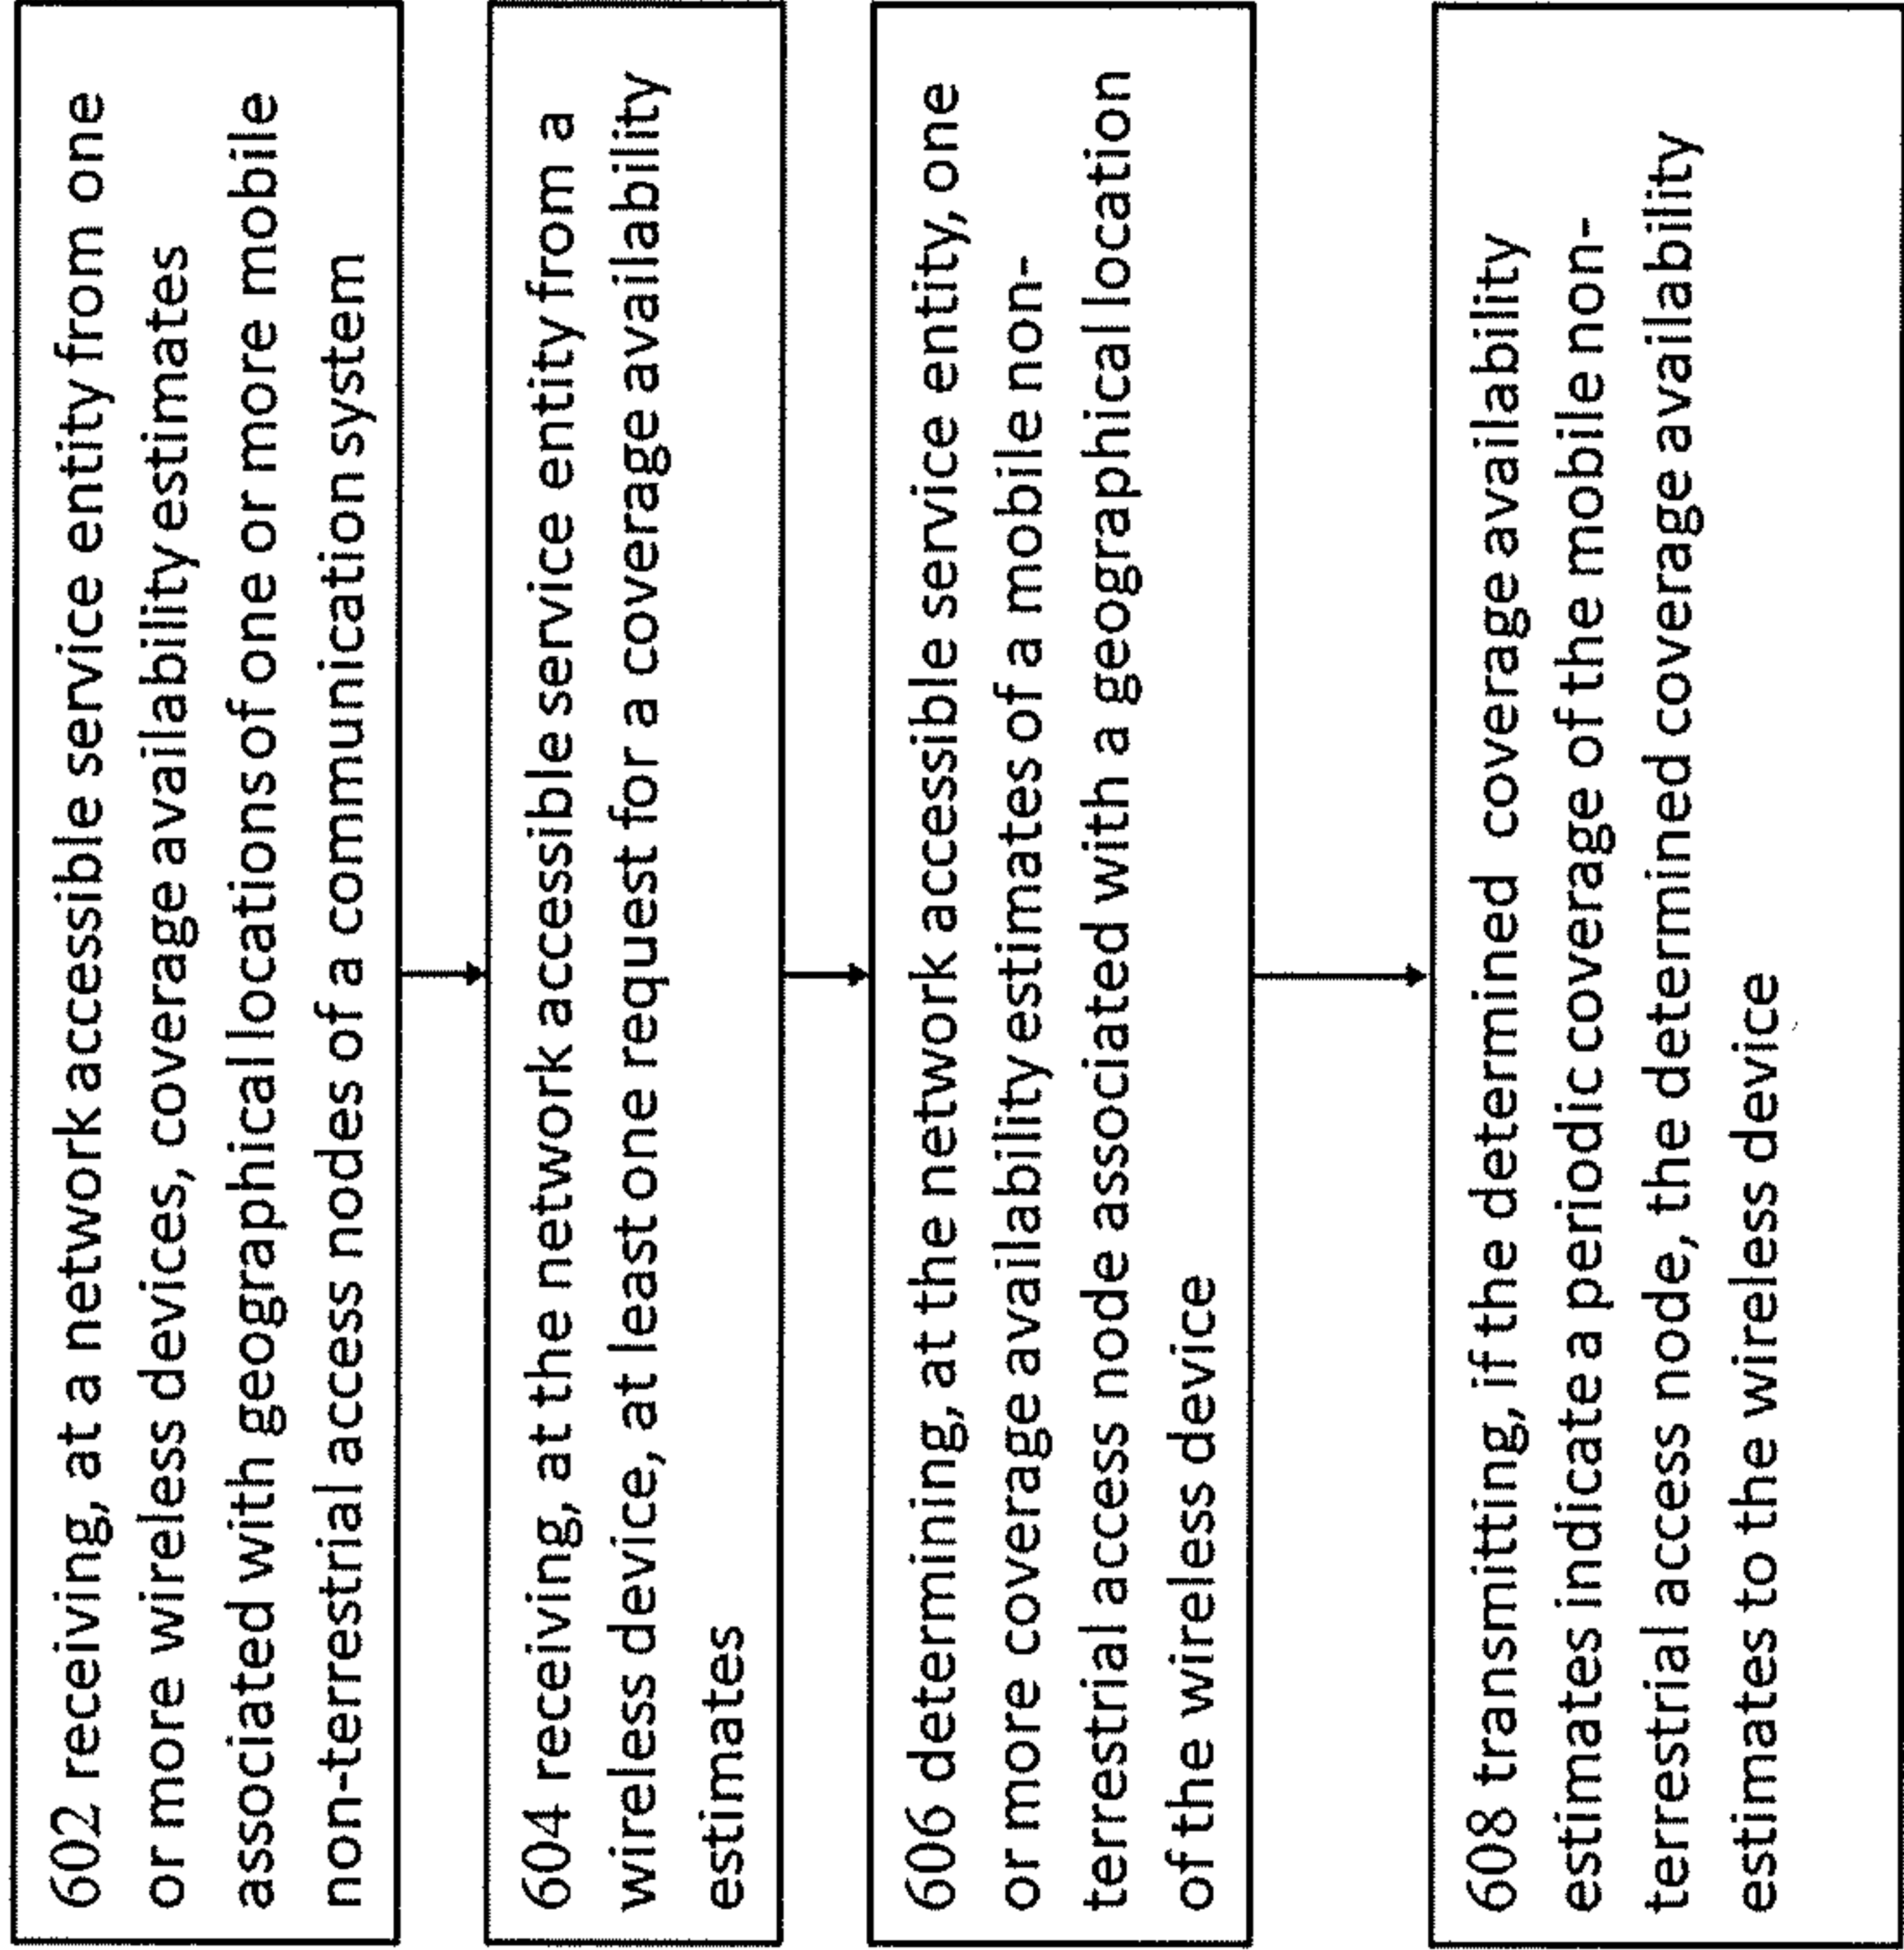 602 receiving, at a network accessible service entity from one
or more wireless devices, coverage availability estimates
associated with geographical locations of one or more mobile
non-terrestrial access nodes of a communication system
604 receiving, at the network accessible service entity from a
wireless device, at least one request for a coverage availability
estimates
606 determining, at the network accessible service entity, one
or more coverage availability estimates of a mobile non-
terrestrial access node associated with a geographical location
of the wireless device
608 transmitting, if the determined coverage availability
estimates indicate a periodic coverage of the mobile non-
terrestrial access node, the determined coverage availability
estimates to the wireless device